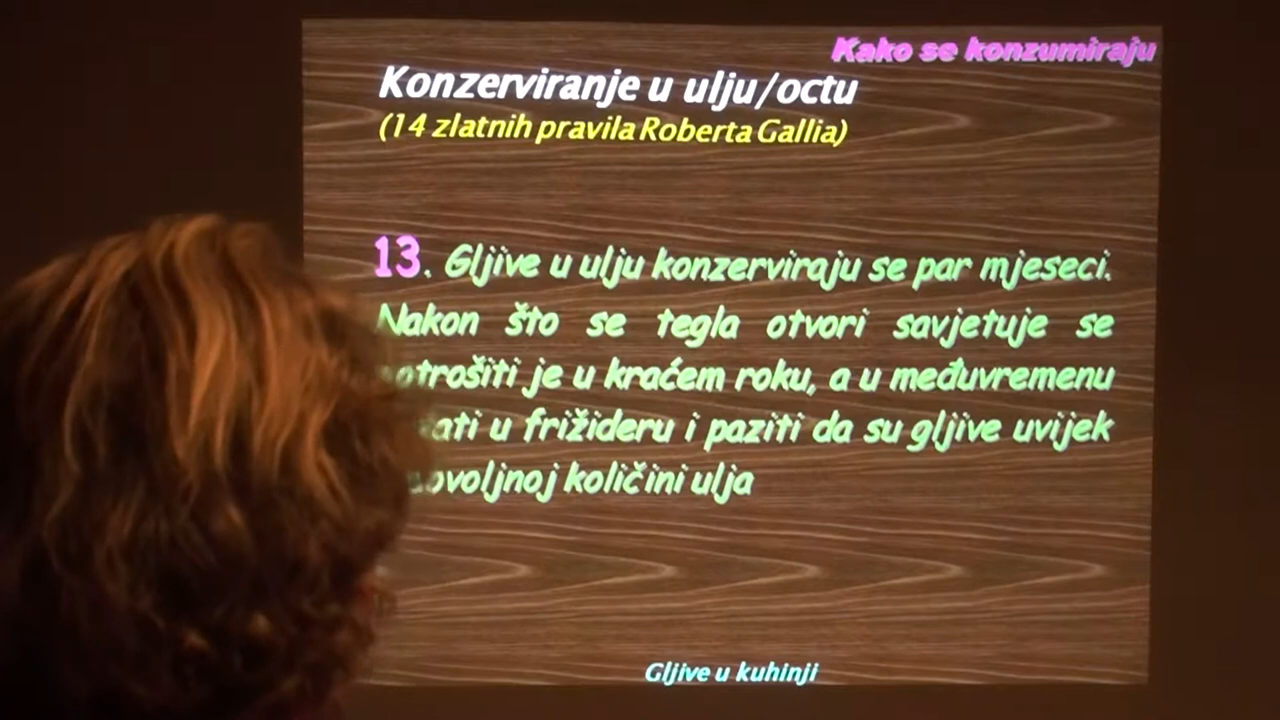 Kako se konzumiraju
Konzerviranje u ulju/octu
(14 zlatnih pravila Roberta Gallia)
13. Gljive u ulju konzerviraju se par mjeseci.
Nakon što se tegla otvori savjetuje se
potrošiti je u kraćem roku, a u međuvremenu
u frižideru i paziti da su gljive uvijek
dovoljnoj količini ulja
Gljive u kuhinji